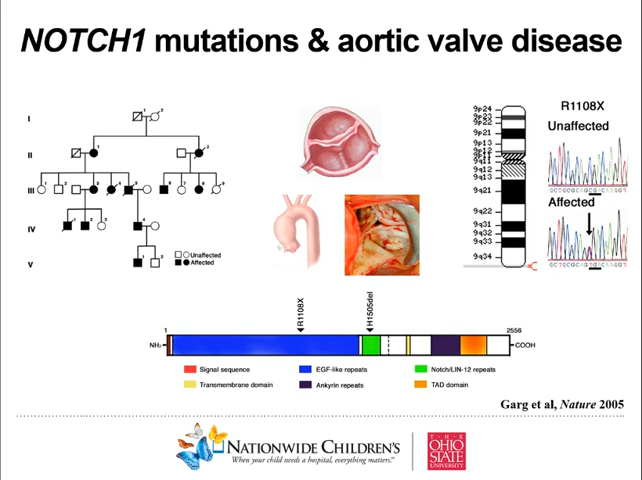 NOTCH1 mutations & aortic valve disease
I
II
III
IV
V
Unaffected
Affected
9p24
9p23
9p22
9p21
9p13
9p12
9q12
9q13
9q21
9q22
9q31
9q32
9q33
9q34
R1108X
Unaffected
Affected
R1108X
H1505del
1
2556
NH₂
COOH
Signal sequence
EGF-like repeats
Notch/LIN-12 repeats
Transmembrane domain
Ankyrin repeats
TAD domain
Garg et al, Nature 2005
NATIONWIDE CHILDREN'S
When your child needs a hospital, everything matters.
THE
OHIO
STATE
UNIVERSITY